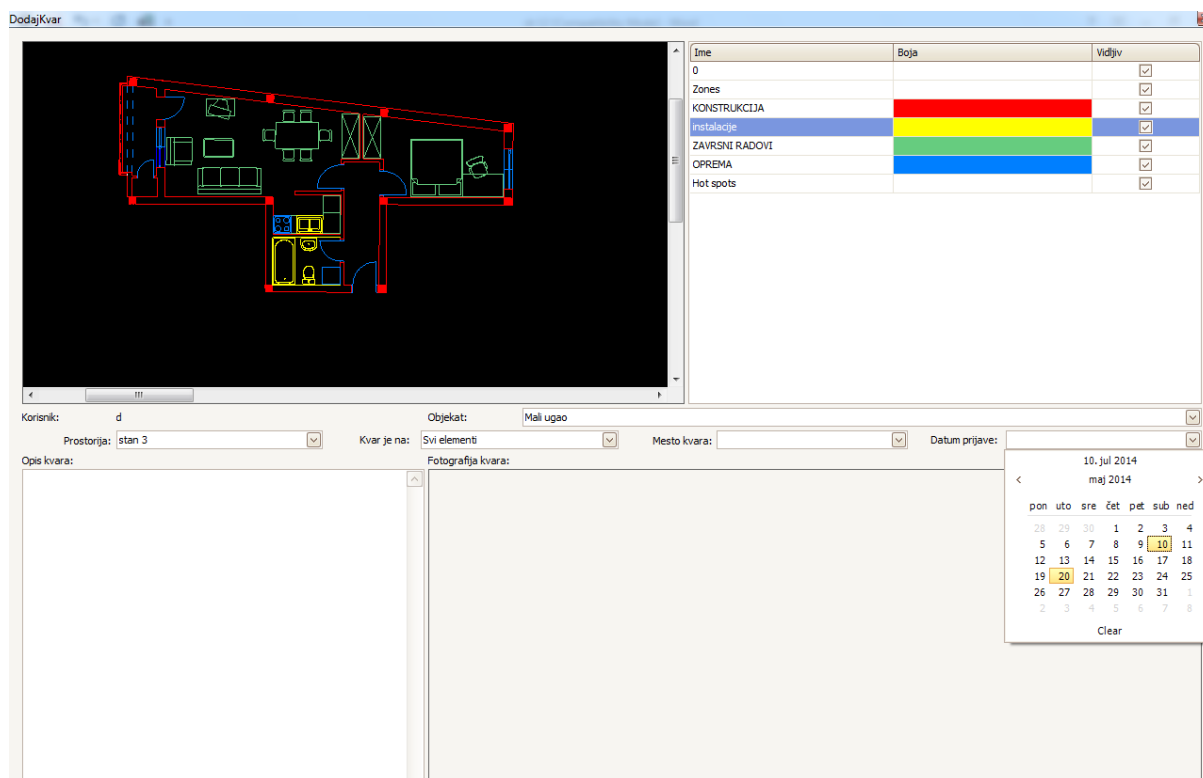 DodajKvar
Ime Boja Vidljiv
0
Zones
KONSTRUKCIJA
instalacije
ZAVRSNI RADOVI
OPREMA
Hot spots
Korisnik: d Objekat: Mali ugao
Prostorija: stan 3 Kvar je na: Svi elementi Mesto kvara: Datum prijave:
Opis kvara: Fotografija kvara:
10. jul 2014
< maj 2014 >
pon uto sre čet pet sub ned
28 29 30 1 2 3 4
5 6 7 8 9 10 11
12 13 14 15 16 17 18
19 20 21 22 23 24 25
26 27 28 29 30 31 1
2 3 4 5 6 7 8
Clear